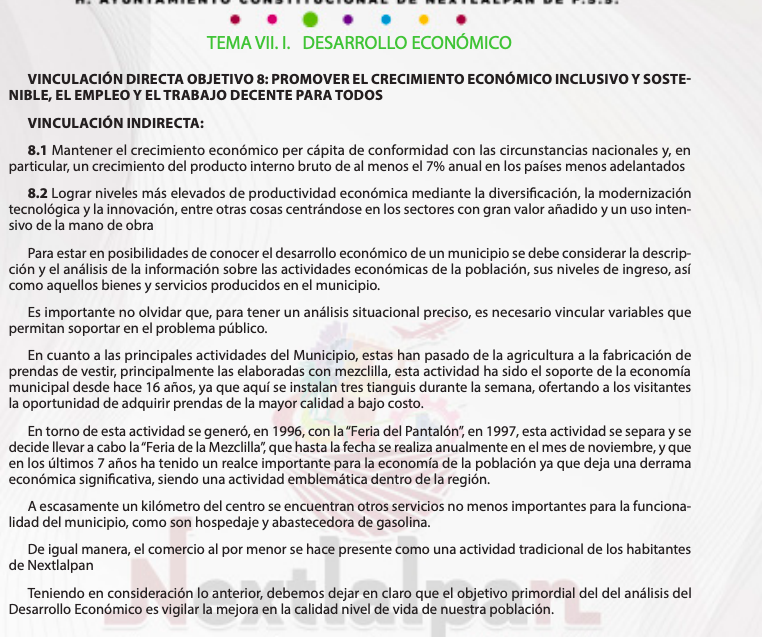 H. AYUNTAMIENTO CONSTITUCIONAL DE NEXTLALPAN DE F.S.S.
TEMA VII. I. DESARROLLO ECONÓMICO
VINCULACIÓN DIRECTA OBJETIVO 8: PROMOVER EL CRECIMIENTO ECONÓMICO INCLUSIVO Y SOSTE-
NIBLE, EL EMPLEO Y EL TRABAJO DECENTE PARA TODOS
VINCULACIÓN INDIRECTA:
8.1 Mantener el crecimiento económico per cápita de conformidad con las circunstancias nacionales y, en
particular, un crecimiento del producto interno bruto de al menos el 7% anual en los países menos adelantados
8.2 Lograr niveles más elevados de productividad económica mediante la diversificación, la modernización
tecnológica y la innovación, entre otras cosas centrándose en los sectores con gran valor añadido y un uso inten-
sivo de la mano de obra
Para estar en posibilidades de conocer el desarrollo económico de un municipio se debe considerar la descrip-
ción y el análisis de la información sobre las actividades económicas de la población, sus niveles de ingreso, así
como aquellos bienes y servicios producidos en el municipio.
Es importante no olvidar que, para tener un análisis situacional preciso, es necesario vincular variables que
permitan soportar en el problema público.
En cuanto a las principales actividades del Municipio, estas han pasado de la agricultura a la fabricación de
prendas de vestir, principalmente las elaboradas con mezclilla, esta actividad ha sido el soporte de la economía
municipal desde hace 16 años, ya que aquí se instalan tres tianguis durante la semana, ofertando a los visitantes
la oportunidad de adquirir prendas de la mayor calidad a bajo costo.
En torno de esta actividad se generó, en 1996, con la “Feria del Pantalón”, en 1997, esta actividad se separa y se
decide llevar a cabo la “Feria de la Mezclilla”, que hasta la fecha se realiza anualmente en el mes de noviembre, y que
en los últimos 7 años ha tenido un realce importante para la economía de la población ya que deja una derrama
económica significativa, siendo una actividad emblemática dentro de la región.
A escasamente un kilómetro del centro se encuentran otros servicios no menos importantes para la funciona-
lidad del municipio, como son hospedaje y abastecedora de gasolina.
De igual manera, el comercio al por menor se hace presente como una actividad tradicional de los habitantes
de Nextlalpan
Teniendo en consideración lo anterior, debemos dejar en claro que el objetivo primordial del del análisis del
Desarrollo Económico es vigilar la mejora en la calidad nivel de vida de nuestra población.
Nextlalpan